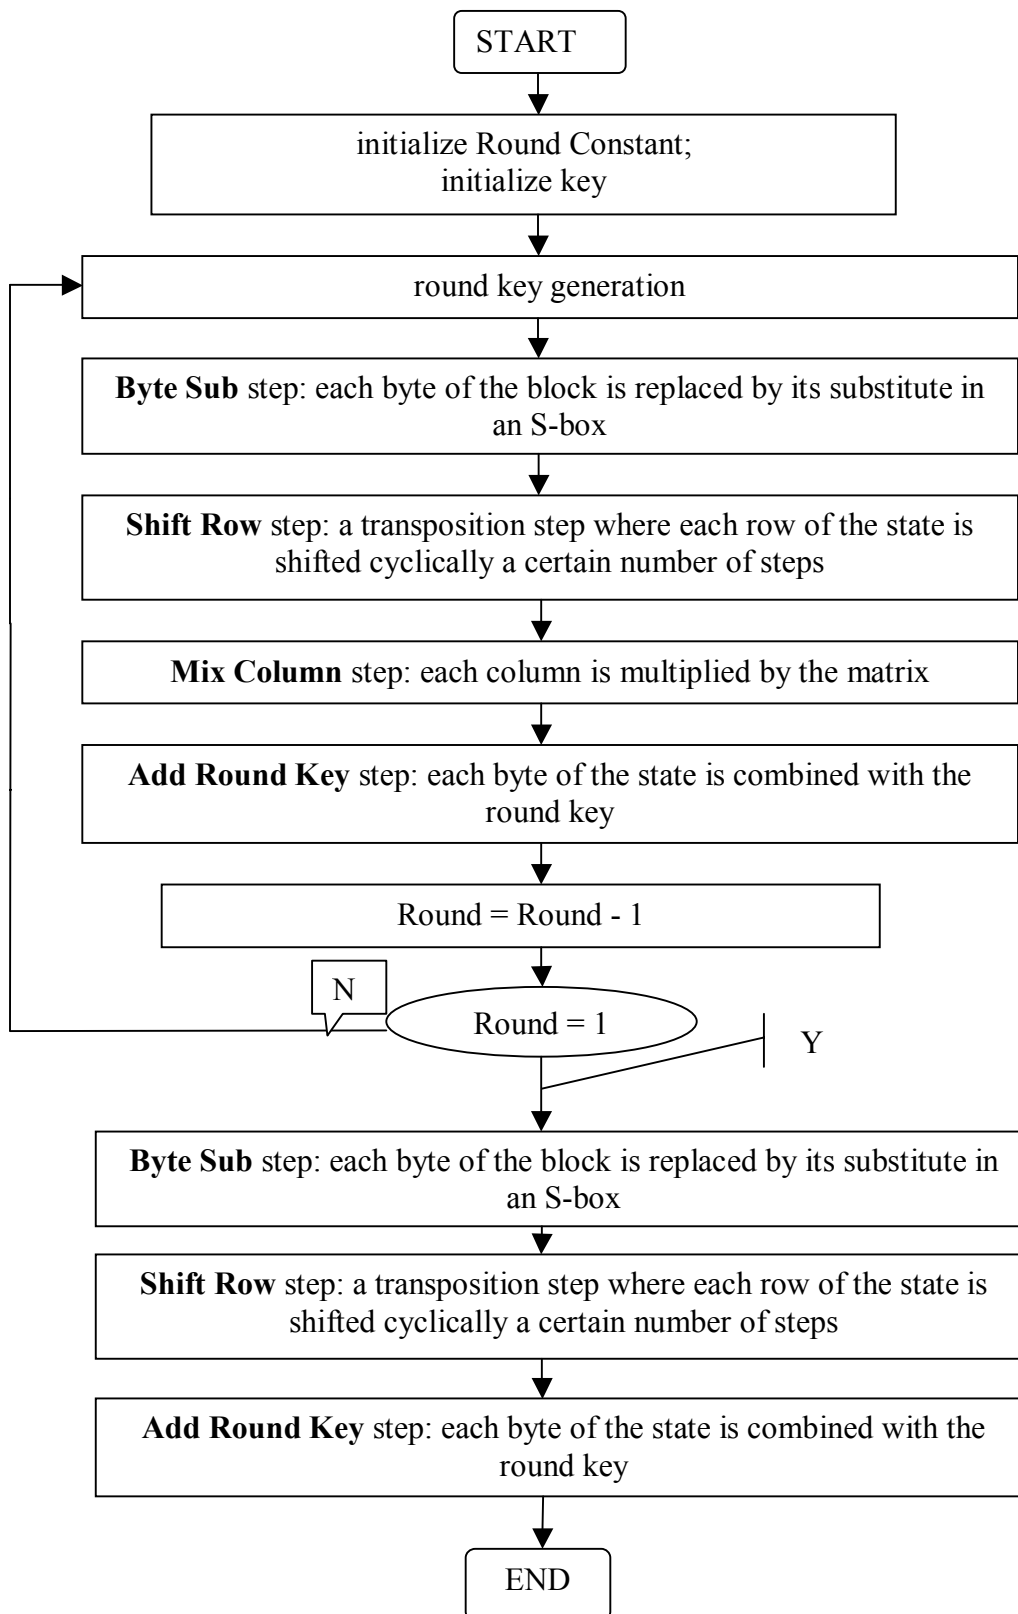 START
initialize Round Constant;
initialize key
round key generation
Byte Sub step: each byte of the block is replaced by its substitute in
an S-box
Shift Row step: a transposition step where each row of the state is
shifted cyclically a certain number of steps
Mix Column step: each column is multiplied by the matrix
Add Round Key step: each byte of the state is combined with the
round key
Round = Round - 1
N
Round = 1
Y
Byte Sub step: each byte of the block is replaced by its substitute in
an S-box
Shift Row step: a transposition step where each row of the state is
shifted cyclically a certain number of steps
Add Round Key step: each byte of the state is combined with the
round key
END